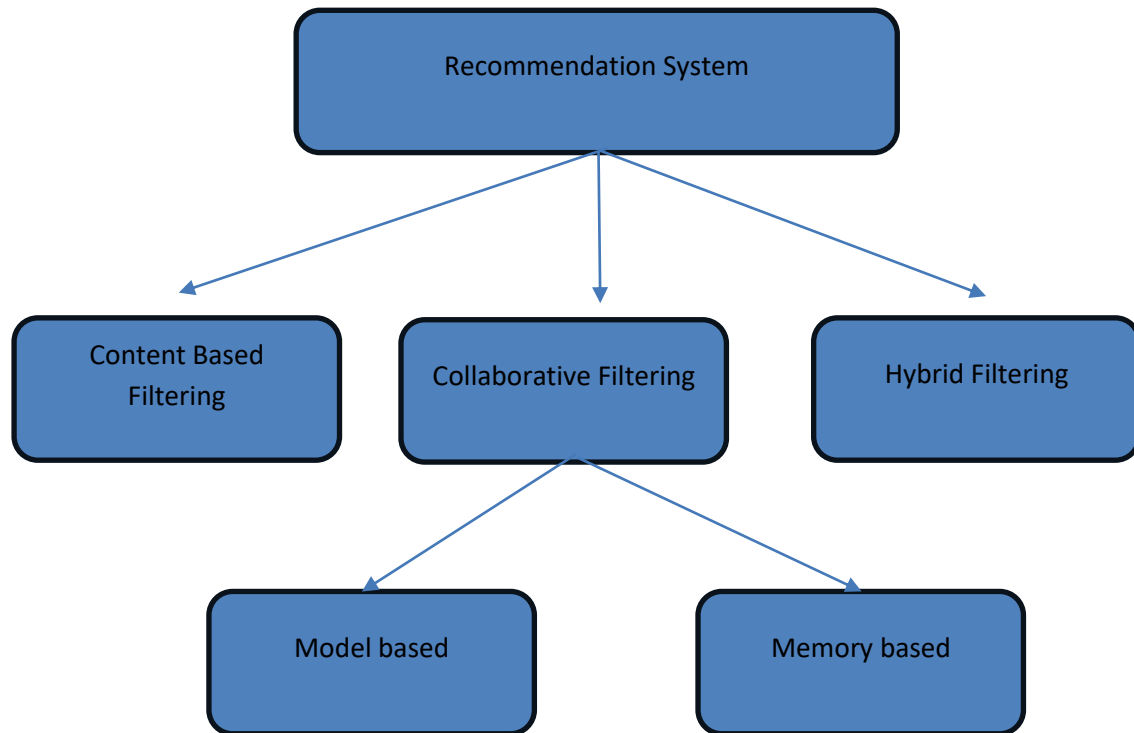 Recommendation System
Content Based
Filtering
Collaborative Filtering
Hybrid Filtering
Model based
Memory based